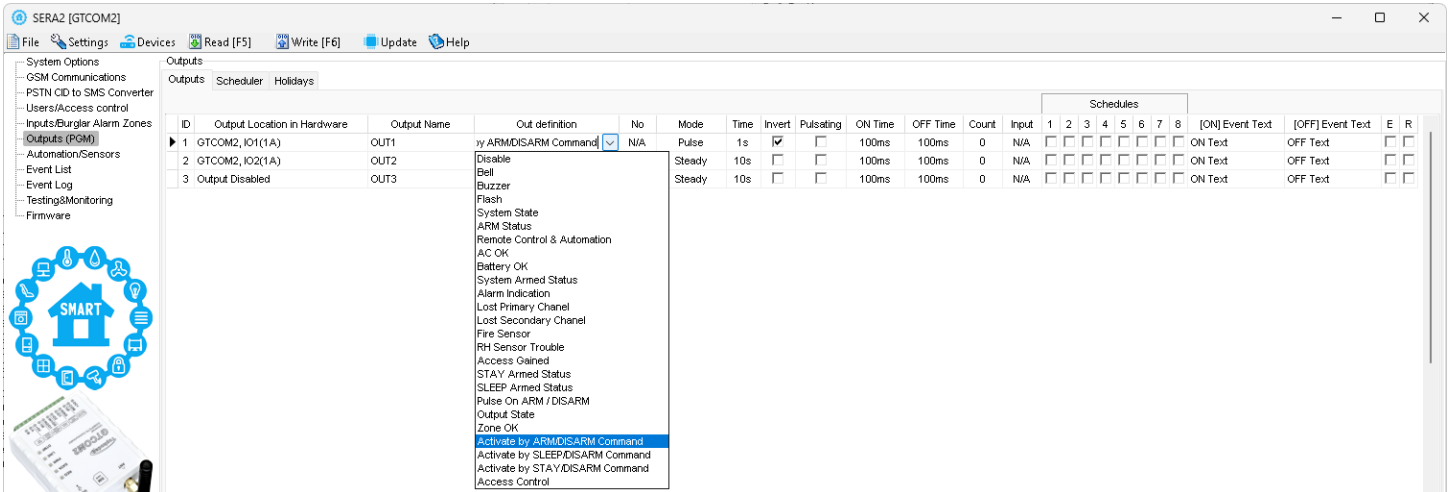 SERA2 [GTCOM2]
File Settings Devices Read [F5] Write [F6] Update Help
System Options
GSM Communications
PSTN CID to SMS Converter
Users/Access control
Inputs/Burglar Alarm Zones
Outputs (PGM)
Automation/Sensors
Event List
Event Log
Testing&Monitoring
Firmware
SMART
GTCOM2
Outputs
Outputs Scheduler Holidays
Schedules
ID Output Location in Hardware Output Name Out definition No Mode Time Invert Pulsating ON Time OFF Time Count Input 1 2 3 4 5 6 7 8 [ON] Event Text [OFF] Event Text E R
1 GTCOM2, IO1(1A) OUT1 by ARM/DISARM Command N/A Pulse 1s 100ms 100ms 0 N/A ON Text OFF Text
2 GTCOM2, IO2(1A) OUT2 Steady 10s 100ms 100ms 0 N/A ON Text OFF Text
3 Output Disabled OUT3 Steady 10s 100ms 100ms 0 N/A ON Text OFF Text
Disable
Bell
Buzzer
Flash
System State
ARM Status
Remote Control & Automation
AC OK
Battery OK
System Armed Status
Alarm Indication
Lost Primary Chanel
Lost Secondary Chanel
Fire Sensor
RH Sensor Trouble
Access Gained
STAY Armed Status
SLEEP Armed Status
Pulse On ARM / DISARM
Output State
Zone OK
Activate by ARM/DISARM Command
Activate by SLEEP/DISARM Command
Activate by STAY/DISARM Command
Access Control